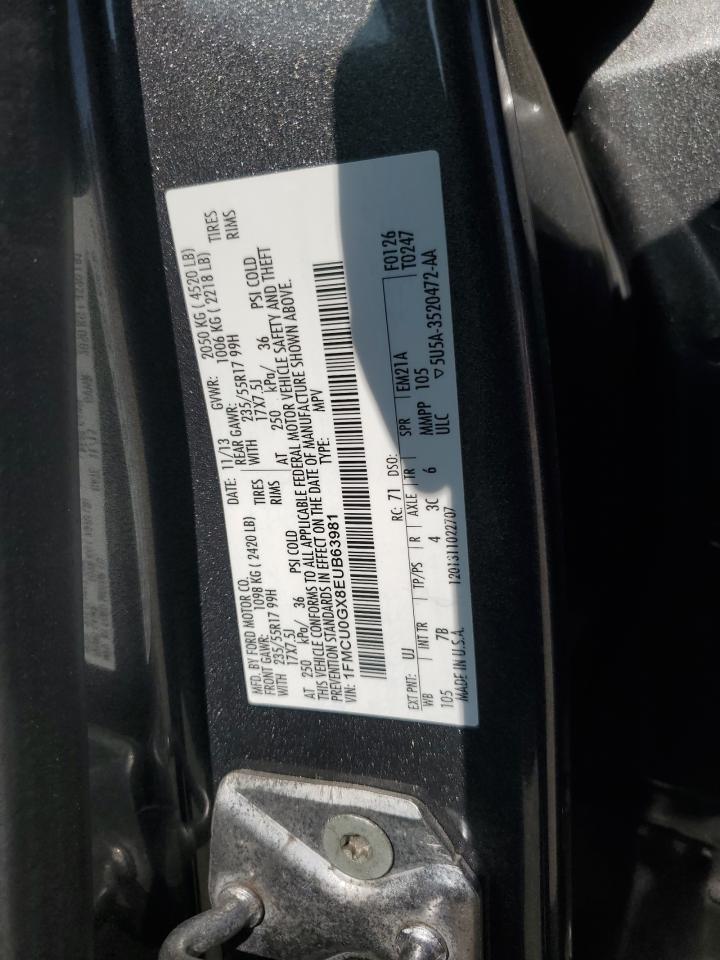 MFD. BY FORD MOTOR CO.
DATE: 11/13 GVWR: 2050 KG ( 4520 LB)
FRONT GAWR: 1098 KG ( 2420 LB) REAR GAWR: 1006 KG ( 2218 LB)
WITH 235/55R17 99H TIRES WITH 235/55R17 99H TIRES
17X7.5J RIMS 17X7.5J RIMS
AT 250 kPa/ 36 PSI COLD AT 250 kPa/ 36 PSI COLD
THIS VEHICLE CONFORMS TO ALL APPLICABLE FEDERAL MOTOR VEHICLE SAFETY AND THEFT
PREVENTION STANDARDS IN EFFECT ON THE DATE OF MANUFACTURE SHOWN ABOVE.
VIN: 1FMCU0GX8EUB63981 TYPE: MPV
F0126
T0247
EXT PNT: UJ RC: 71 DSO:
WB INT TR TP/PS R AXLE TR SPR EM21A
105 7B 4 3C 6 MMPP 105
ULC
MADE IN U.S.A. 1201311022707 ▽5U5A-3520472-AA